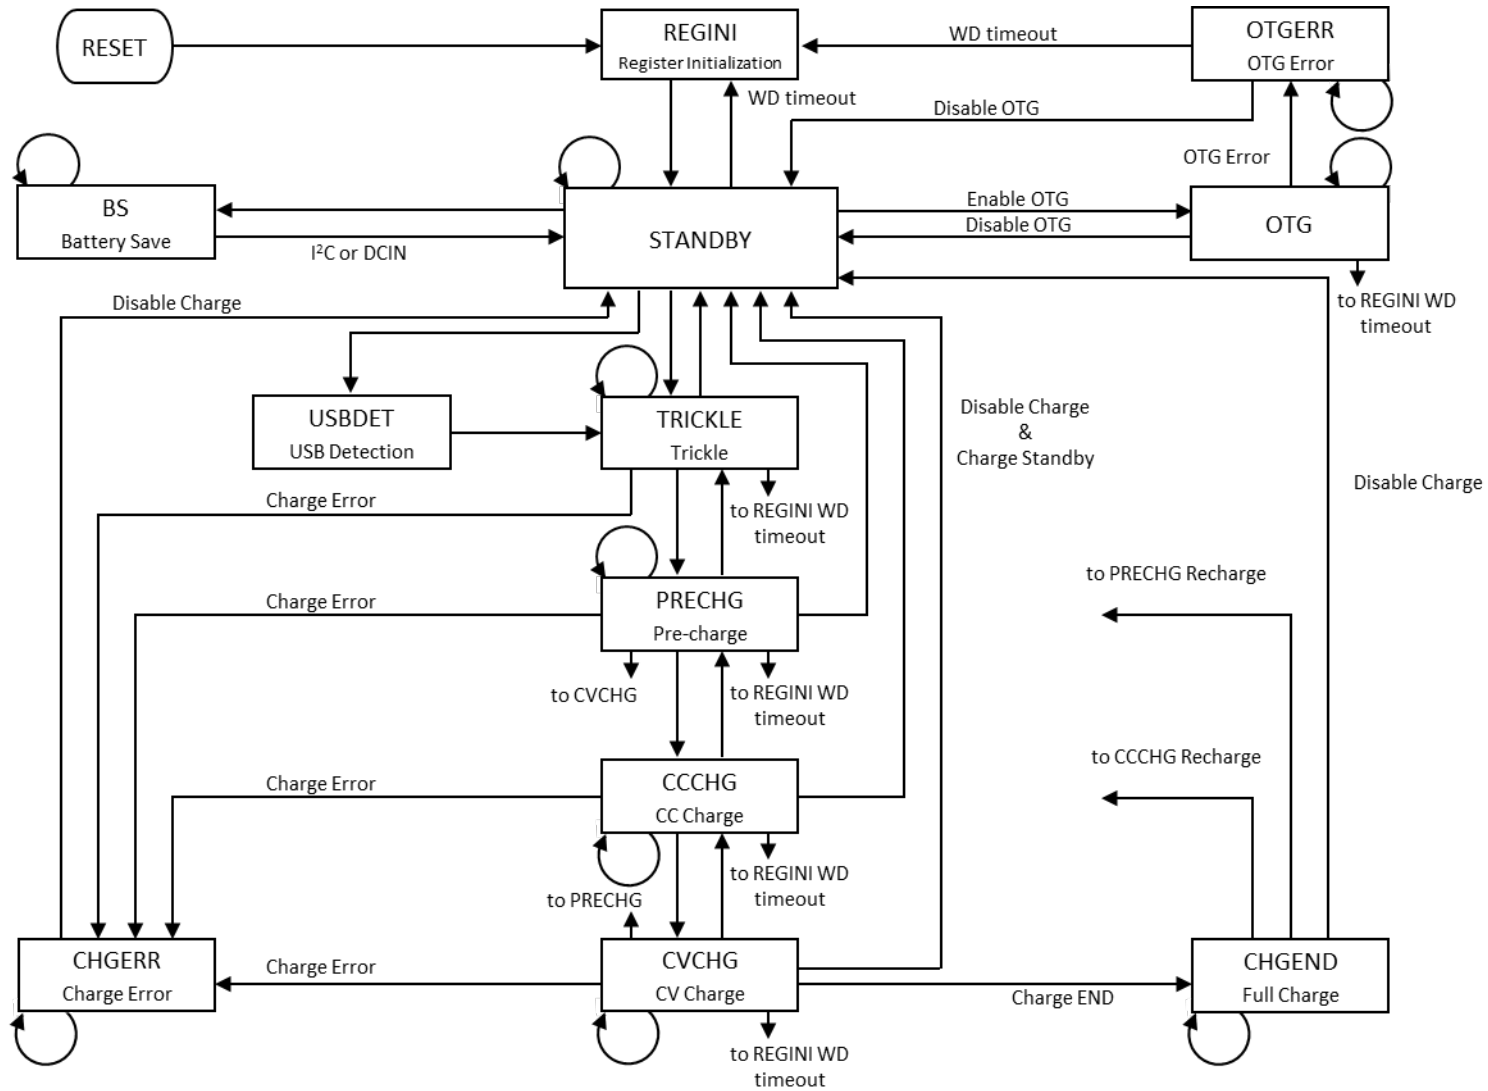 RESET
REGINI
Register Initialization
WD timeout
OTGERR
OTG Error
WD timeout
Disable OTG
OTG Error
BS
Battery Save
I²C or DCIN
STANDBY
Enable OTG
Disable OTG
OTG
to REGINI WD
timeout
Disable Charge
USBDET
USB Detection
TRICKLE
Trickle
Disable Charge
&
Charge Standby
Disable Charge
Charge Error
to REGINI WD
timeout
to PRECHG Recharge
Charge Error
PRECHG
Pre-charge
to CVCHG
to REGINI WD
timeout
to CCCHG Recharge
Charge Error
CCCHG
CC Charge
to REGINI WD
timeout
to PRECHG
CHGERR
Charge Error
Charge Error
CVCHG
CV Charge
Charge END
CHGEND
Full Charge
to REGINI WD
timeout